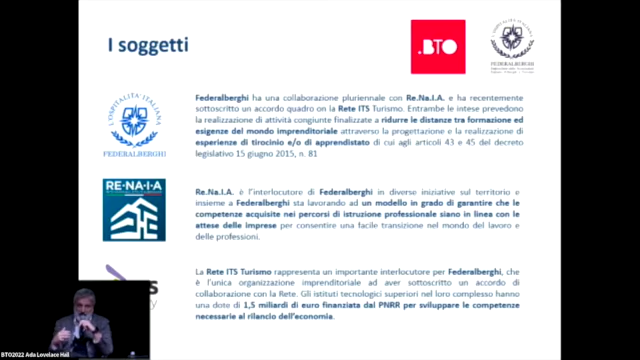 I soggetti
.BTO
Federalberghi ha una collaborazione pluriennale con Re.Na.I.A. e ha recentemente
sottoscritto un accordo quadro on la Rete ITS Turismo. Entrambe le intese prevedono
la realizzazione di attività congiunte finalizzate a ridurre le distanze tra formazione ed
esigenze del mondo imprenditoriale attraverso la progettazione e la realizzazione di
esperienze di tirocinio e/o di apprendistato di cui agli articoli 43 e 45 del decreto
legislativo 15 giugno 2015, n. 81
L'OSPITALITA' ITALIANA
FEDERALBERGHI
RE•NA•I•A
Re.Na.I.A. è l'interlocutore di Federalberghi in diverse iniziative sul territorio e
insieme a Federalberghi sta lavorando ad un modello in grado di garantire che le
competenze acquisite nei percorsi di istruzione professionale siano in linea con le
attese delle imprese per consentire una facile transizione nel mondo del lavoro e
delle professioni.
La Rete ITS Turismo rappresenta un importante interlocutore per Federalberghi, che
è l'unica organizzazione imprenditoriale ad aver sottoscritto un accordo di
collaborazione con la Rete. Gli istituti tecnologici superiori nel loro complesso hanno
una dote di 1,5 miliardi di euro finanziata dal PNRR per sviluppare le competenze
necessarie al rilancio dell'economia.
BTO2022 Ada Lovelace Hall